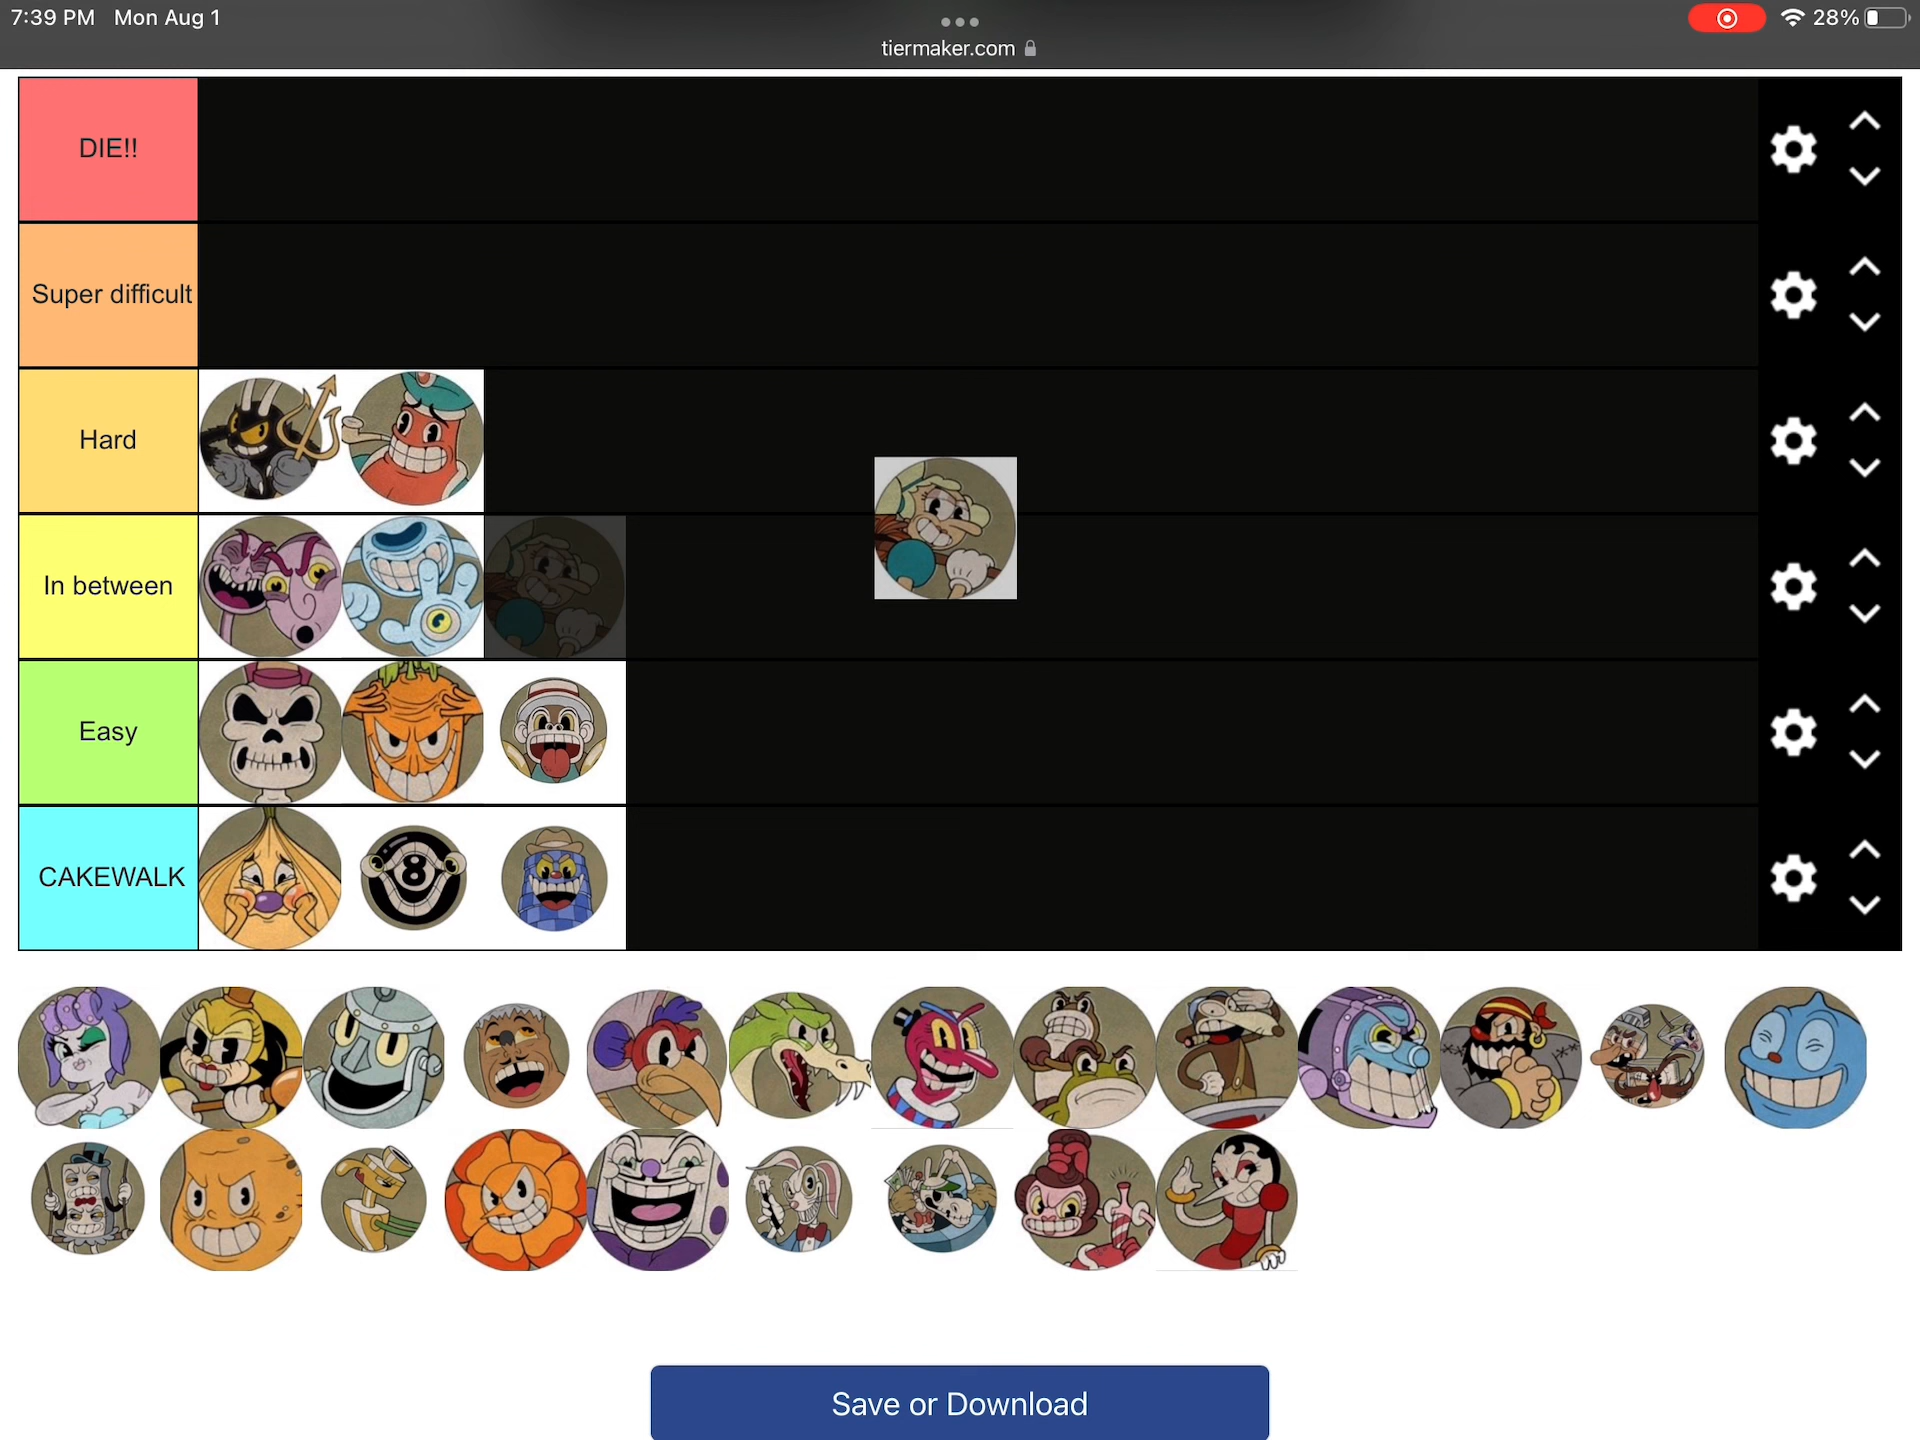 7:39 PM Mon Aug 1
28%
tiermaker.com
DIE!!
Super difficult
Hard
In between
Easy
CAKEWALK
8
Save or Download